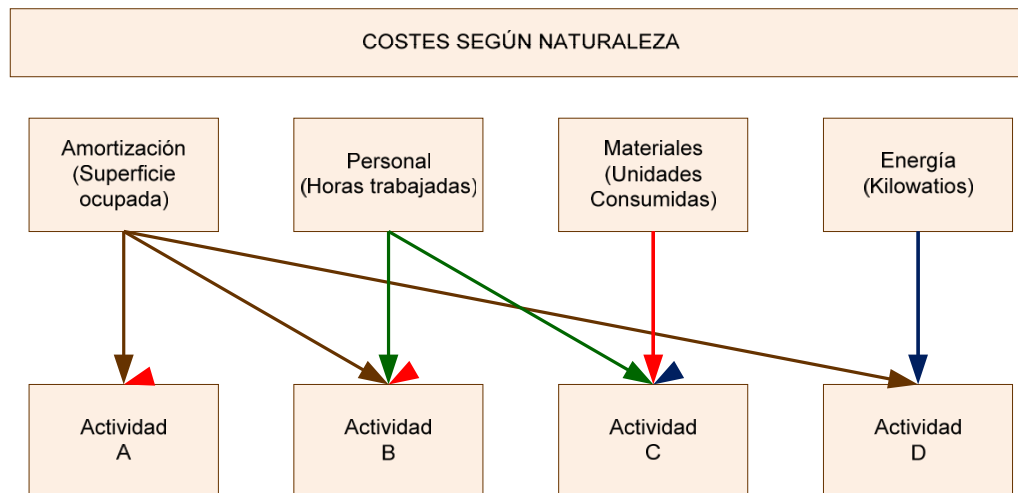 COSTES SEGÚN NATURALEZA
Amortización
(Superficie
ocupada)
Personal
(Horas trabajadas)
Materiales
(Unidades
Consumidas)
Energía
(Kilowatios)
Actividad
A
Actividad
B
Actividad
C
Actividad
D